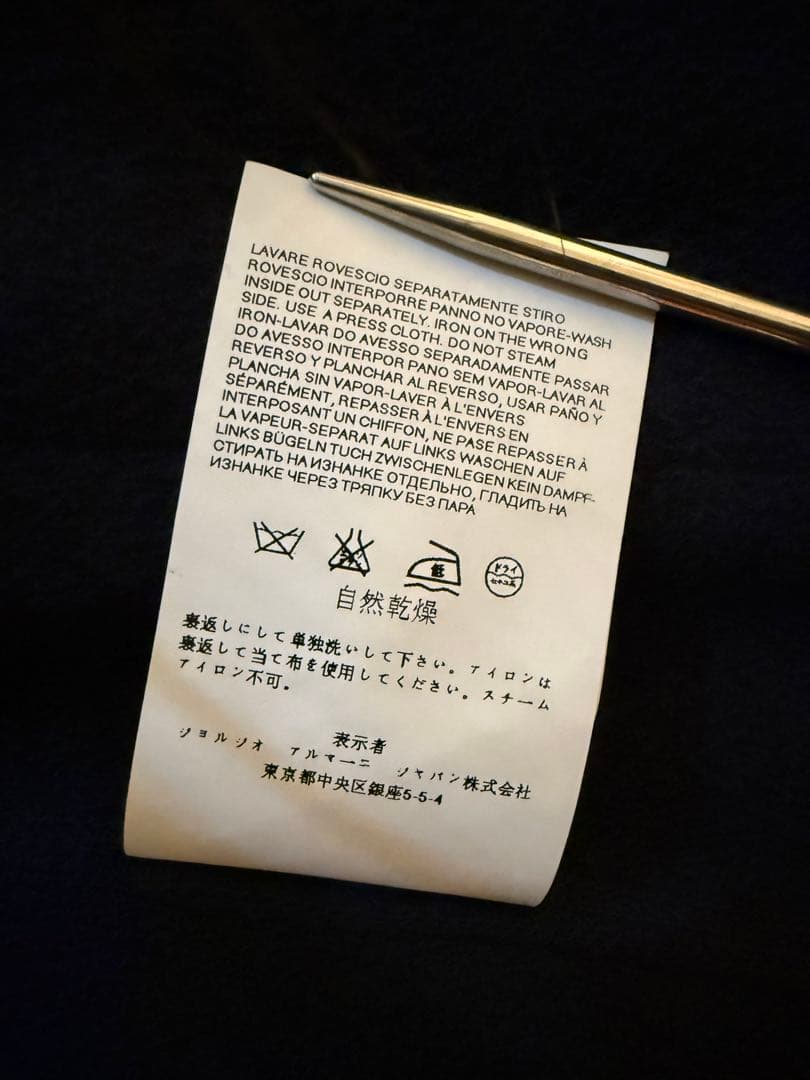 LAVARE ROVESCIO SEPARATAMENTE STIRO
ROVESCIO INTERPORRE PANNO NO VAPORE-WASH
INSIDE OUT SEPARATELY. IRON ON THE WRONG
SIDE. USE A PRESS CLOTH. DO NOT STEAM
IRON-LAVAR DO AVESSO SEPARADAMENTE PASSAR
DO AVESSO INTERPOR PANO SEM VAPOR-LAVAR AL
REVERSO Y PLANCHAR AL REVERSO, USAR PAÑO Y
PLANCHA SIN VAPOR-LAVER À L'ENVERS
SÉPARÉMENT, REPASSER À L'ENVERS EN
INTERPOSANT UN CHIFFON, NE PASE REPASSER À
LA VAPEUR-SEPARAT AUF LINKS WASCHEN AUF
LINKS BÜGELN TUCH ZWISCHENLEGEN KEIN DAMPF-
СТИРАТЬ НА ИЗНАНКЕ ОТДЕЛЬНО, ГЛАДИТЬ НА
ИЗНАНКЕ ЧЕРЕЗ ТРЯПКУ БЕЗ ПАРА
低
ドライ
セキユ系
自然乾燥
裏返しにして単独洗いして下さい。アイロンは
裏返して当て布を使用してください。スチーム
アイロン不可。
表示者
ジョルジオ アルマーニ ジャパン株式会社
東京都中央区銀座5-5-4